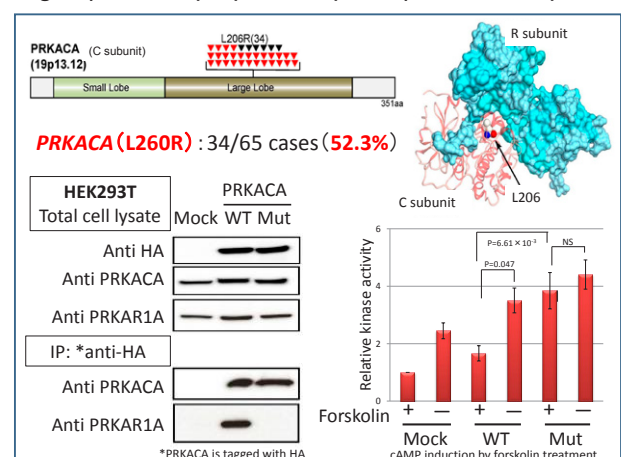 L206R(34)
PRKACA (C subunit)
(19p13.12)
Small Lobe
Large Lobe
351aa
PRKACA (L260R) : 34/65 cases (52.3%)
R subunit
L206
C subunit
HEK293T
Total cell lysate
PRKACA
Mock WT Mut
Anti HA
Anti PRKACA
Anti PRKAR1A
IP: *anti-HA
Anti PRKACA
Anti PRKAR1A
*PRKACA is tagged with HA
Relative kinase activity
6
4
2
0
P=6.61×10⁻³
NS
P=0.047
Forskolin + − + − + −
Mock WT Mut
cAMP induction by forskolin treatment